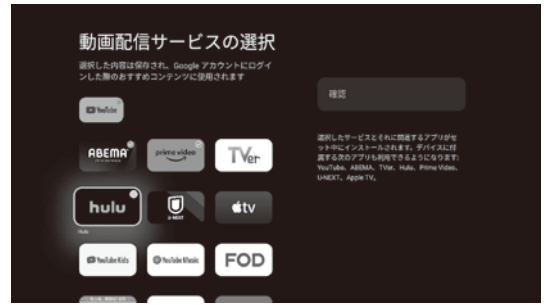 動画配信サービスの選択
選択した内容は保存され、Google アカウントにログイ
ンした際のおすすめコンテンツに使用されます
YouTube
ABEMA
prime video
TVer
hulu
U-NEXT
tv
Hulu
YouTube Kids
YouTube Music
FOD
確認
選択したサービスとそれに関連するアプリがセ
ット中にインストールされます。デバイスに付
属する次のアプリも利用できるようになります:
YouTube、ABEMA、TVer、Hulu、Prime Video、
U-NEXT、Apple TV。